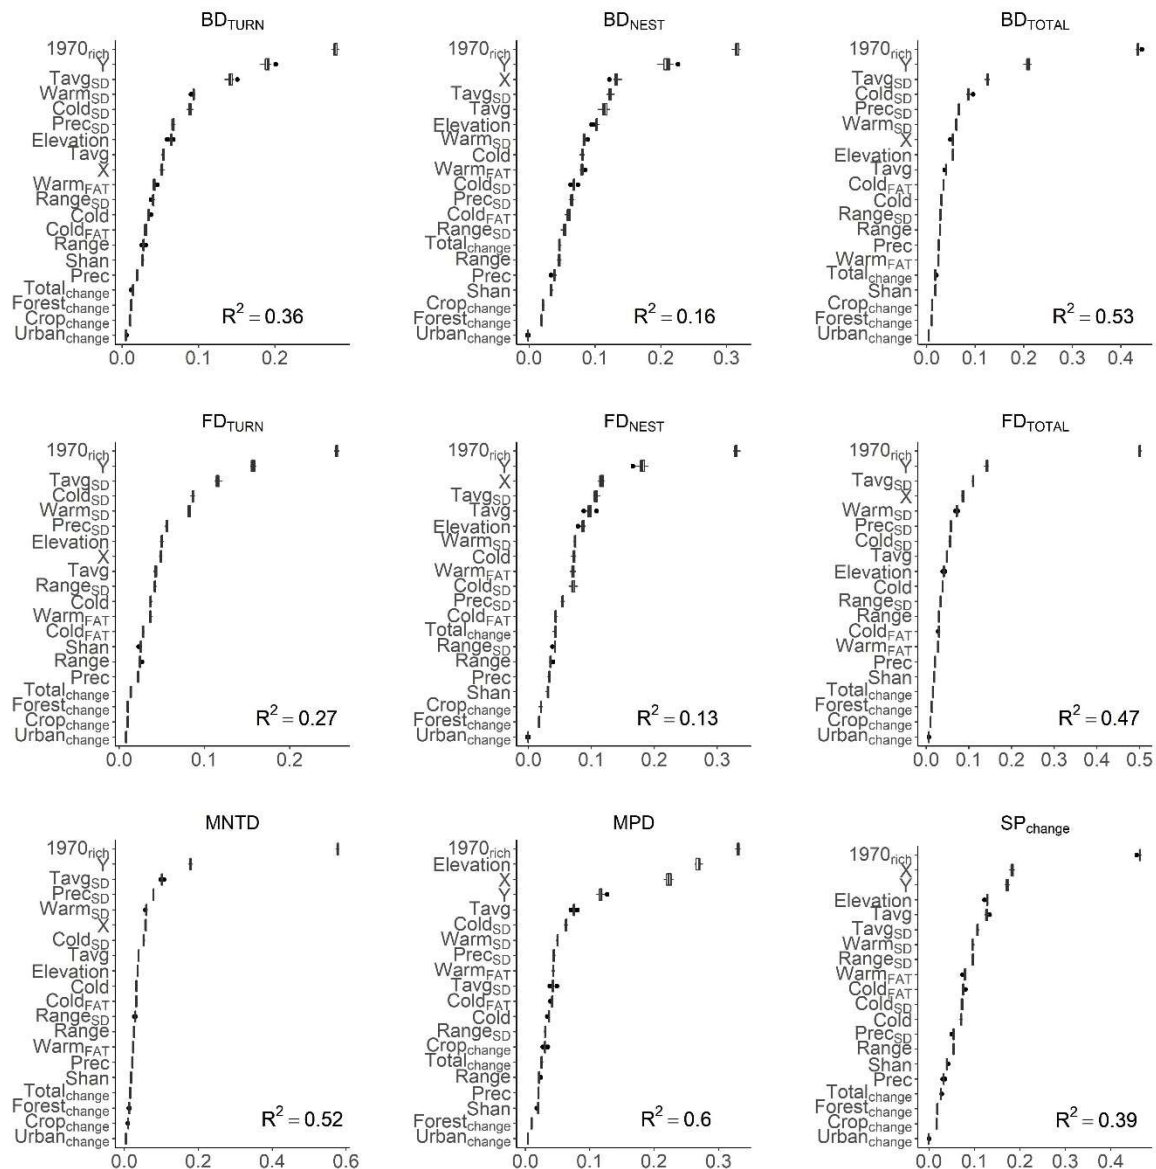 BD_TURN
1970_rich
Y
Tavg_SD
Warm_SD
Cold_SD
Prec_SD
Elevation
Tavg
X
Warm_FAT
Range_SD
Cold
Cold_FAT
Range
Shan
Prec
Total_change
Forest_change
Crop_change
Urban_change
R² = 0.36
0.0 0.1 0.2
BD_NEST
1970_rich
Y
X
Tavg_SD
Tavg
Elevation
Warm_SD
Cold
Warm_FAT
Cold_SD
Prec_SD
Cold_FAT
Range_SD
Total_change
Range
Prec
Shan
Crop_change
Forest_change
Urban_change
R² = 0.16
0.0 0.1 0.2 0.3
BD_TOTAL
1970_rich
Y
Tavg_SD
Cold_SD
Prec_SD
Warm_SD
X
Elevation
Tavg
Cold_FAT
Cold
Range_SD
Range
Prec
Warm_FAT
Total_change
Shan
Crop_change
Forest_change
Urban_change
R² = 0.53
0.0 0.1 0.2 0.3 0.4
FD_TURN
1970_rich
Y
Tavg_SD
Cold_SD
Warm_SD
Prec_SD
Elevation
X
Tavg
Range_SD
Cold
Warm_FAT
Cold_FAT
Shan
Range
Prec
Total_change
Forest_change
Crop_change
Urban_change
R² = 0.27
0.0 0.1 0.2
FD_NEST
1970_rich
Y
X
Tavg_SD
Tavg
Elevation
Warm_SD
Cold
Warm_FAT
Cold_SD
Prec_SD
Cold_FAT
Total_change
Range_SD
Range
Prec
Shan
Crop_change
Forest_change
Urban_change
R² = 0.13
0.0 0.1 0.2 0.3
FD_TOTAL
1970_rich
Y
Tavg_SD
X
Warm_SD
Prec_SD
Cold_SD
Tavg
Elevation
Cold
Range_SD
Range
Cold_FAT
Warm_FAT
Prec
Shan
Total_change
Forest_change
Crop_change
Urban_change
R² = 0.47
0.0 0.1 0.2 0.3 0.4 0.5
MNTD
1970_rich
Y
Tavg_SD
Prec_SD
Warm_SD
X
Cold_SD
Tavg
Elevation
Cold
Cold_FAT
Range_SD
Range
Warm_FAT
Prec
Shan
Total_change
Forest_change
Crop_change
Urban_change
R² = 0.52
0.0 0.2 0.4 0.6
MPD
1970_rich
Elevation
X
Y
Tavg
Cold_SD
Warm_SD
Prec_SD
Warm_FAT
Tavg_SD
Cold_FAT
Cold
Range_SD
Crop_change
Total_change
Range
Prec
Shan
Forest_change
Urban_change
R² = 0.6
0.0 0.1 0.2 0.3
SP_change
1970_rich
X
Y
Elevation
Tavg
Tavg_SD
Warm_SD
Range_SD
Warm_FAT
Cold_FAT
Cold_SD
Cold
Prec_SD
Range
Shan
Prec
Total_change
Forest_change
Crop_change
Urban_change
R² = 0.39
0.0 0.1 0.2 0.3 0.4